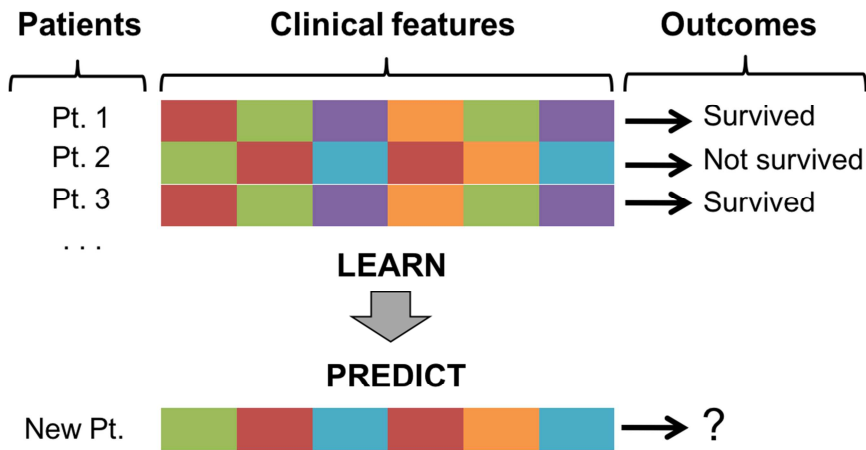 Patients Clinical features Outcomes
Pt. 1 Survived
Pt. 2 Not survived
Pt. 3 Survived
. . .
LEARN
PREDICT
New Pt. ?